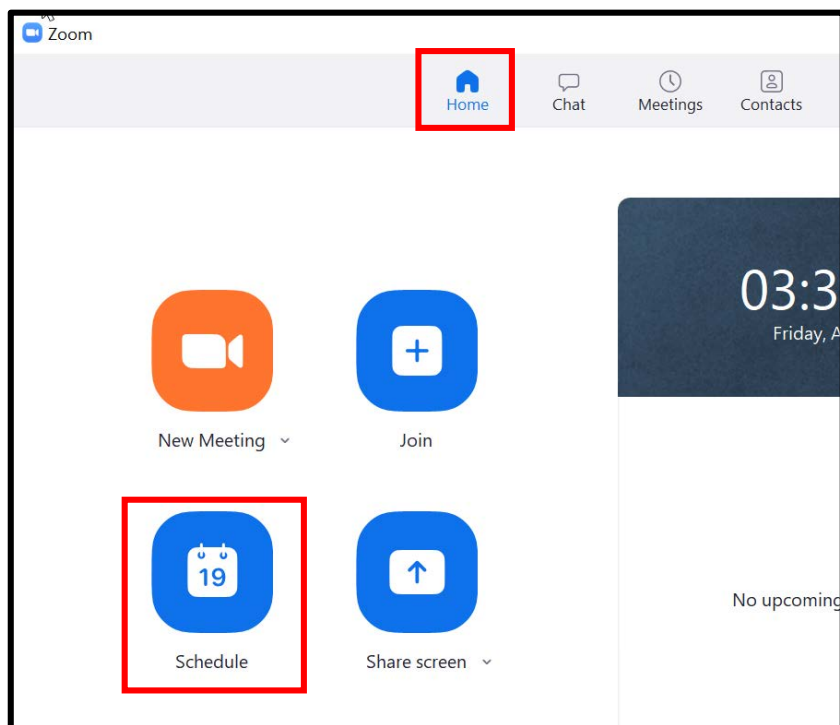 Zoom
Home Chat Meetings Contacts
03:3
Friday, A
New Meeting Join
19
Schedule Share screen
No upcoming